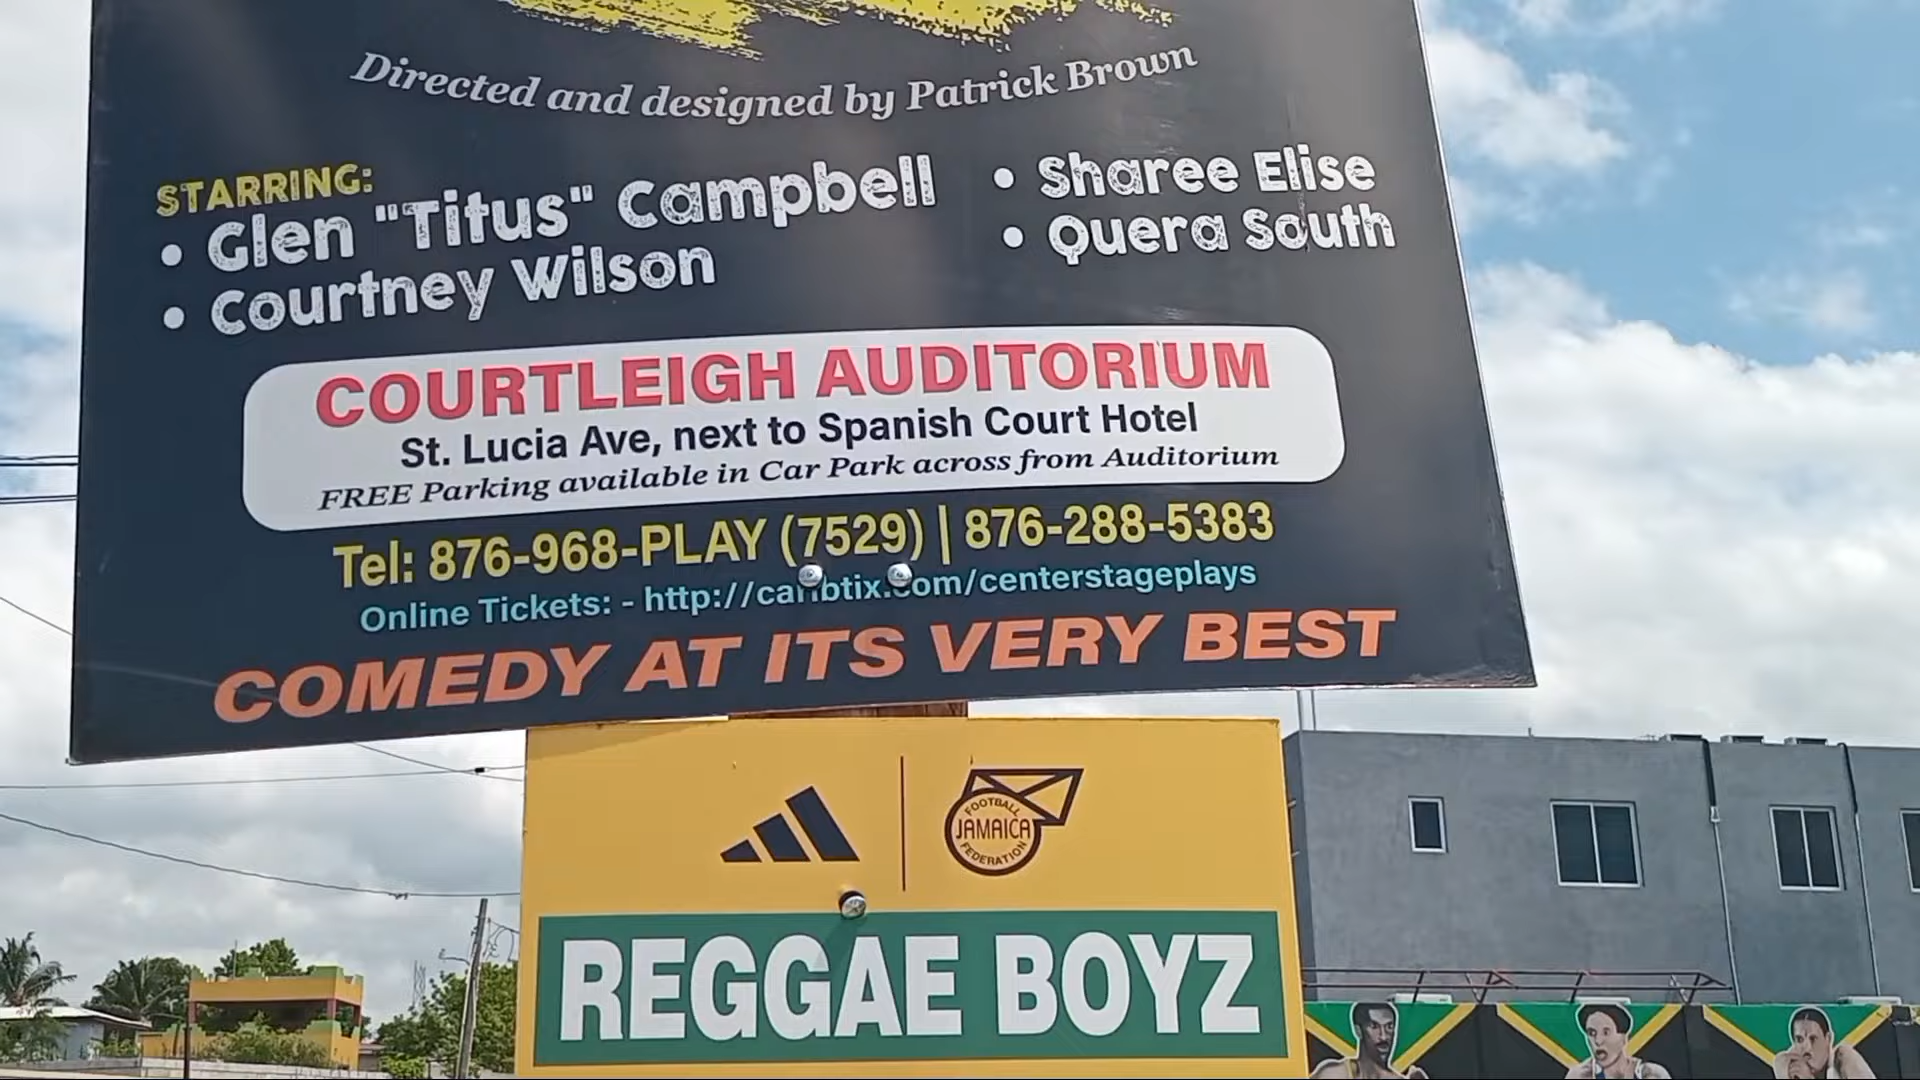 Directed and designed by Patrick Brown
STARRING:
• Glen "Titus" Campbell
• Courtney Wilson
• Sharee Elise
• Quera South
COURTLEIGH AUDITORIUM
St. Lucia Ave, next to Spanish Court Hotel
FREE Parking available in Car Park across from Auditorium
Tel: 876-968-PLAY (7529) | 876-288-5383
Online Tickets: - http://caribtix.com/centerstageplays
COMEDY AT ITS VERY BEST
FOOTBALL
JAMAICA
FEDERATION
REGGAE BOYZ